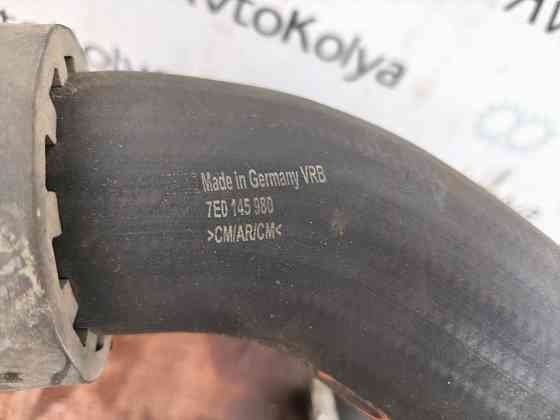 AvtoKolya
Made in Germany VRB
7E0 145 980
>CM/AR/CM<